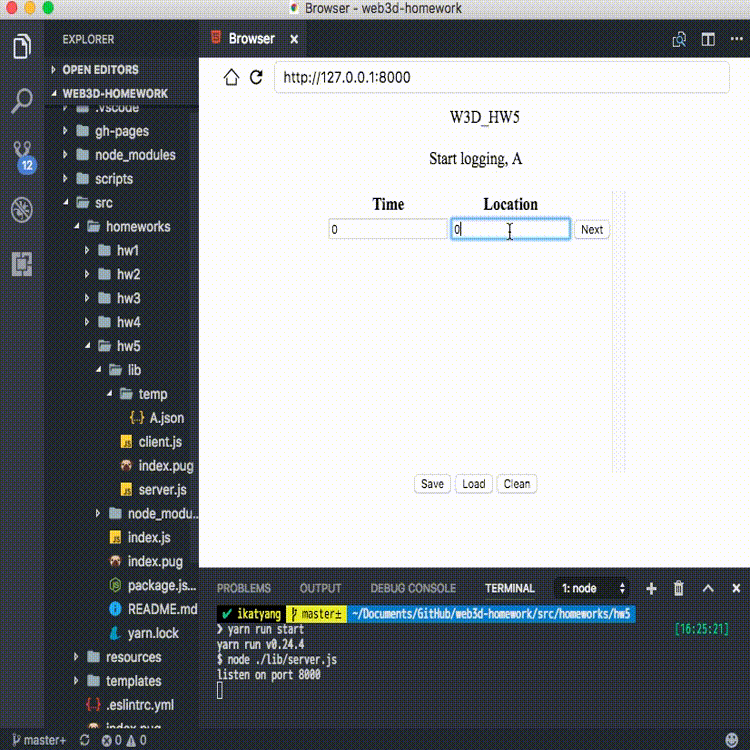 Browser - web3d-homework
EXPLORER
Browser
OPEN EDITORS
WEB3D-HOMEWORK
.vscode
gh-pages
node_modules
scripts
src
homeworks
hw1
hw2
hw3
hw4
hw5
lib
temp
{..} A.json
JS client.js
index.pug
JS server.js
node_modu..
JS index.js
index.pug
package.js...
README.md
yarn.lock
resources
templates
{..} .eslintrc.yml
index.pug
12
http://127.0.0.1:8000
W3D_HW5
Start logging, A
Time Location
0 0 Next
Save Load Clean
PROBLEMS OUTPUT DEBUG CONSOLE TERMINAL 1: node
✔ ikatyang master± ~/Documents/GitHub/web3d-homework/src/homeworks/hw5
❯ yarn run start [16:25:21]
yarn run v0.24.4
$ node ./lib/server.js
listen on port 8000
master+ 0 0